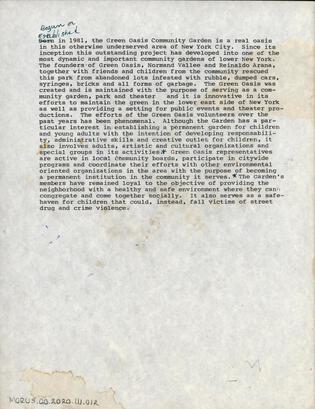 Begun or
Established
Born in 1981, the Green Oasis Community Garden is a real oasis
in this otherwise underserved area of New York City. Since its
inception this outstanding project has developed into one of the
most dynamic and important community gardens of lower New York.
The founders of Green Oasis, Normand Vallee and Reinaldo Arana,
together with friends and children from the community rescued
this park from abandoned lots infested with rubble, dumped cars,
syringes, bricks and all forms of garbage. The Green Oasis was
created and is maintained with the purpose of serving as a com-
munity garden, park and theater and it is innovative in its
efforts to maintain the green in the lower east side of New York
as well as providing a setting for public events and theater pro-
ductions. The efforts of the Green Oasis volunteers over the
past years has been phenomenal. Although the Garden has a par-
ticular interest in establishing a permanent garden for children
and young adults with the intention of developing responsabili-
ty, administrative skills and creative outlets for children, it
also involves adults, artistic and cultural organizations and
special groups in its activities.* Green Oasis representatives
are active in local Community boards, participate in citywide
programs and coordinate their efforts with other environmental
oriented organizations in the area with the purpose of becoming
a permanent institution in the community it serves.* The Garden's
members have remained loyal to the objective of providing the
neighborhood with a healthy and safe environment where they can
congregate and come together socially. It also serves as a safe-
haven for children that could, instead, fall victims of street
drug and crime violence.
MORUS.GO.2020.W.012